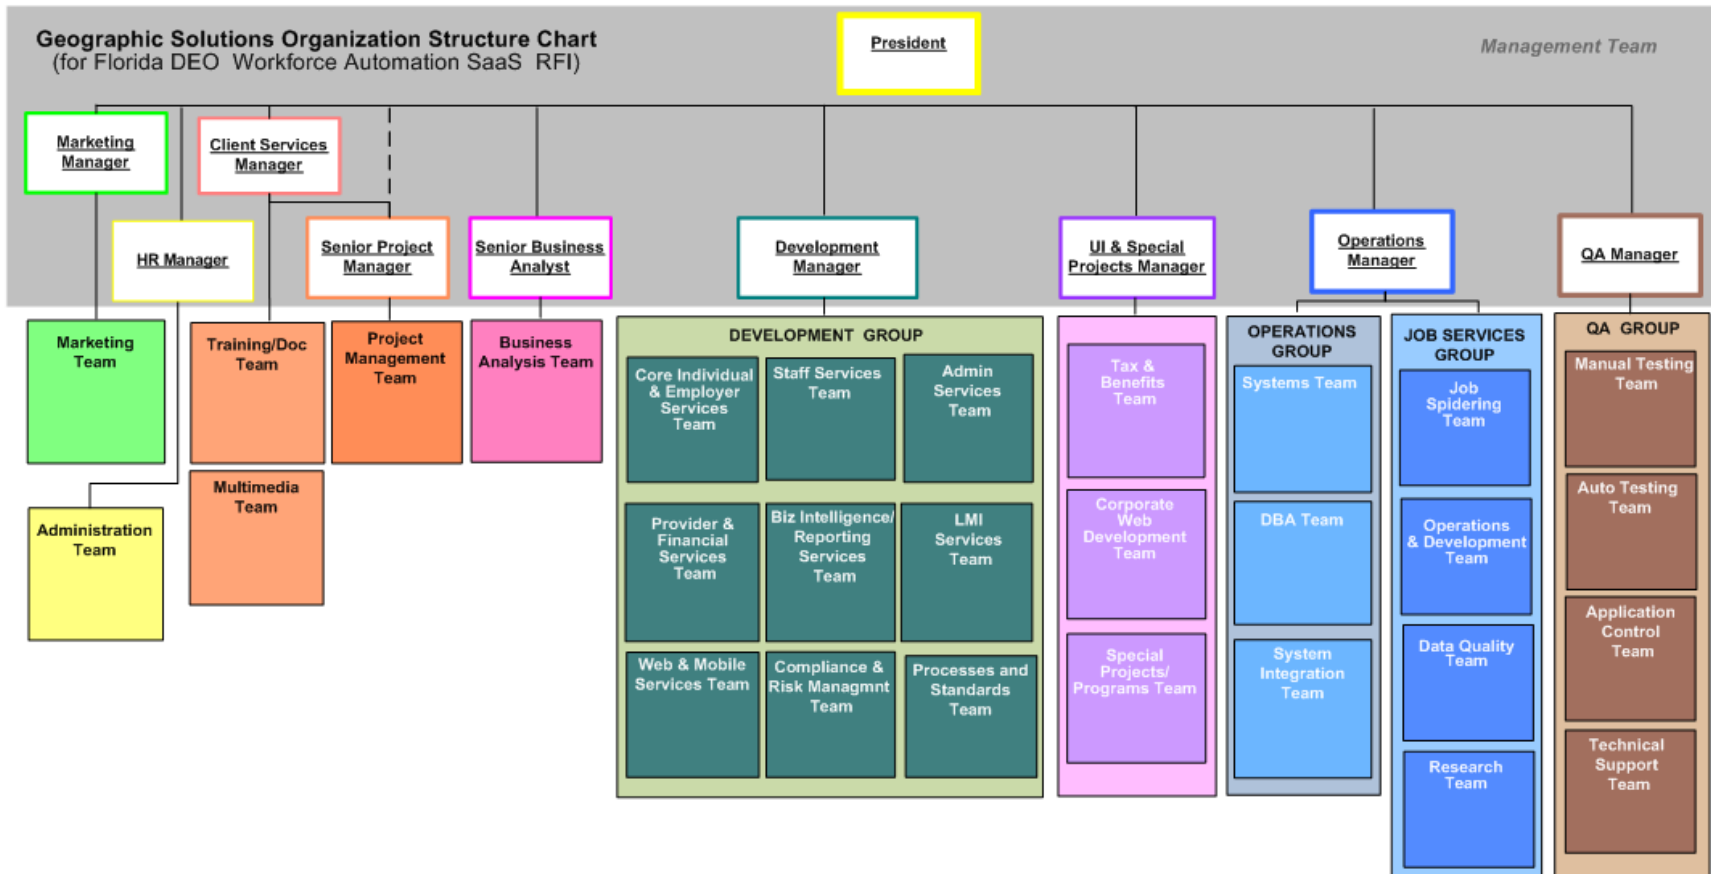 Geographic Solutions Organization Structure Chart
(for Florida DEO Workforce Automation SaaS RFI)
President
Management Team
Marketing
Manager
Client Services
Manager
HR Manager
Senior Project
Manager
Senior Business
Analyst
Development
Manager
UI & Special
Projects Manager
Operations
Manager
QA Manager
Marketing
Team
Training/Doc
Team
Project
Management
Team
Business
Analysis Team
Administration
Team
Multimedia
Team
DEVELOPMENT GROUP
Core Individual
& Employer
Services
Team
Staff Services
Team
Admin
Services
Team
Provider &
Financial
Services
Team
Biz Intelligence/
Reporting
Services
Team
LMI
Services
Team
Web & Mobile
Services Team
Compliance &
Risk Managmnt
Team
Processes and
Standards
Team
Tax &
Benefits
Team
Corporate
Web
Development
Team
Special
Projects/
Programs Team
OPERATIONS
GROUP
Systems Team
DBA Team
System
Integration
Team
JOB SERVICES
GROUP
Job
Spidering
Team
Operations
& Development
Team
Data Quality
Team
Research
Team
QA GROUP
Manual Testing
Team
Auto Testing
Team
Application
Control
Team
Technical
Support
Team